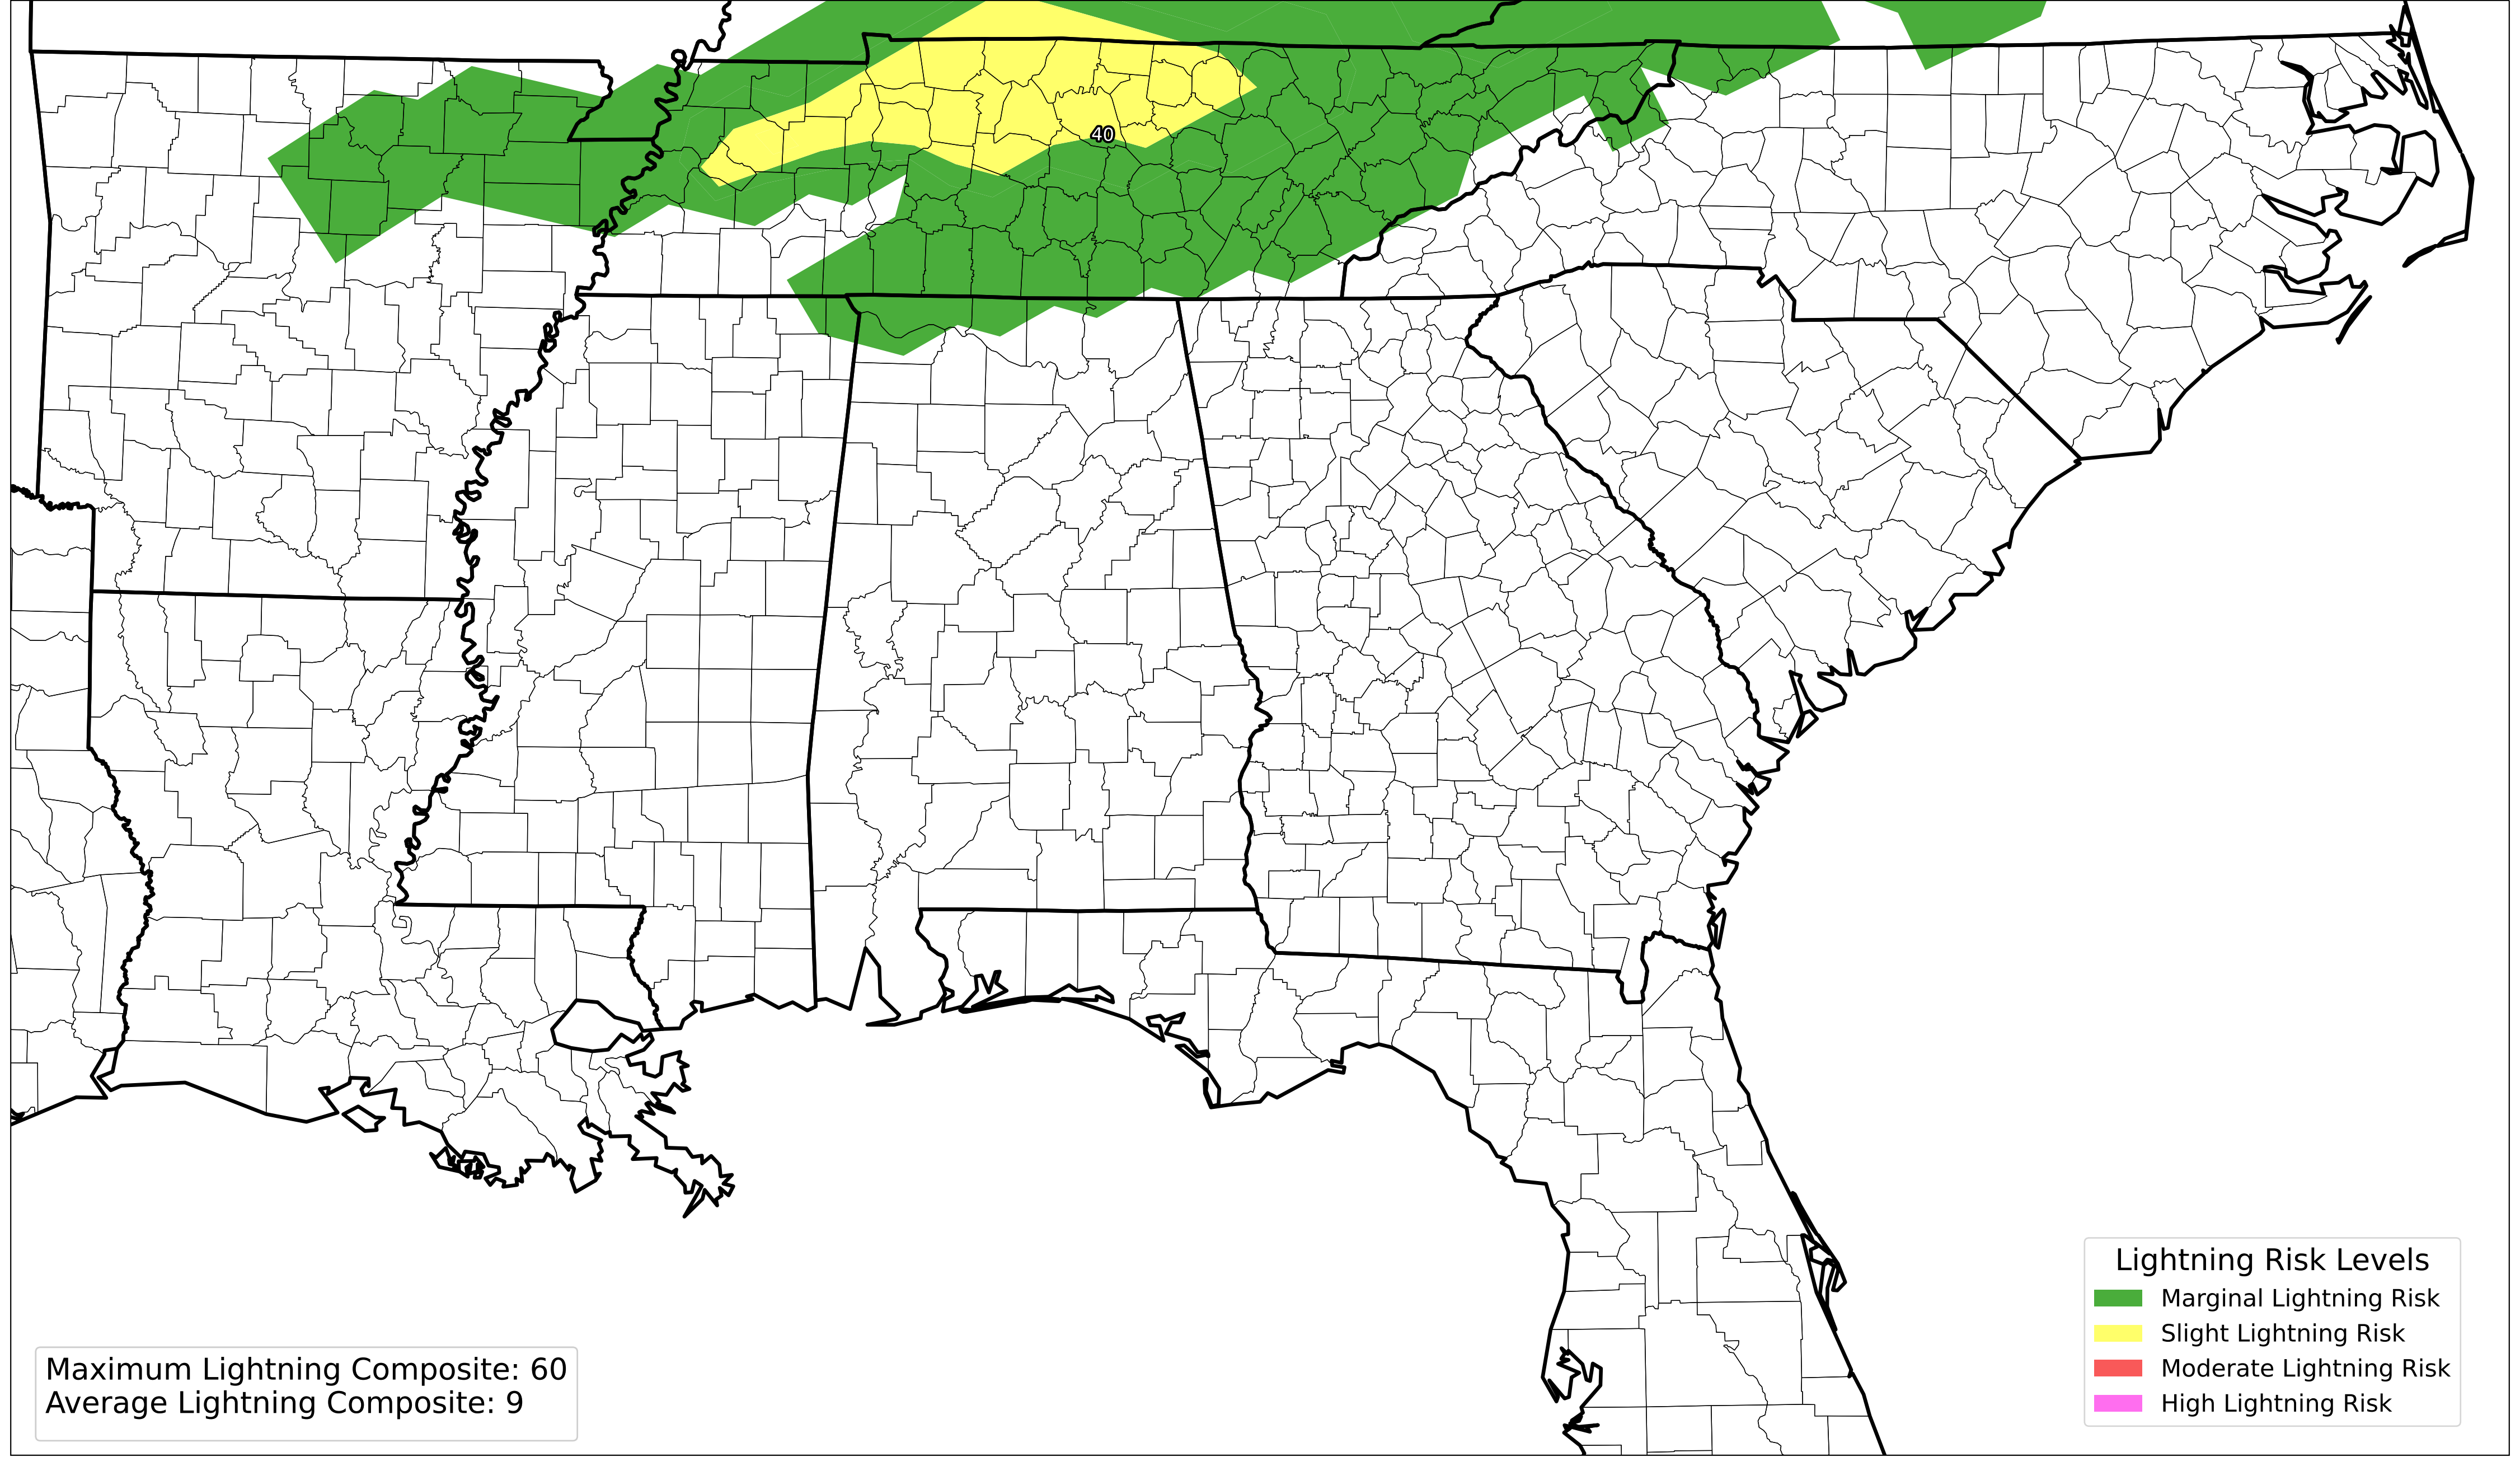 40
Lightning Risk Levels
Marginal Lightning Risk
Slight Lightning Risk
Moderate Lightning Risk
High Lightning Risk
Maximum Lightning Composite: 60
Average Lightning Composite: 9